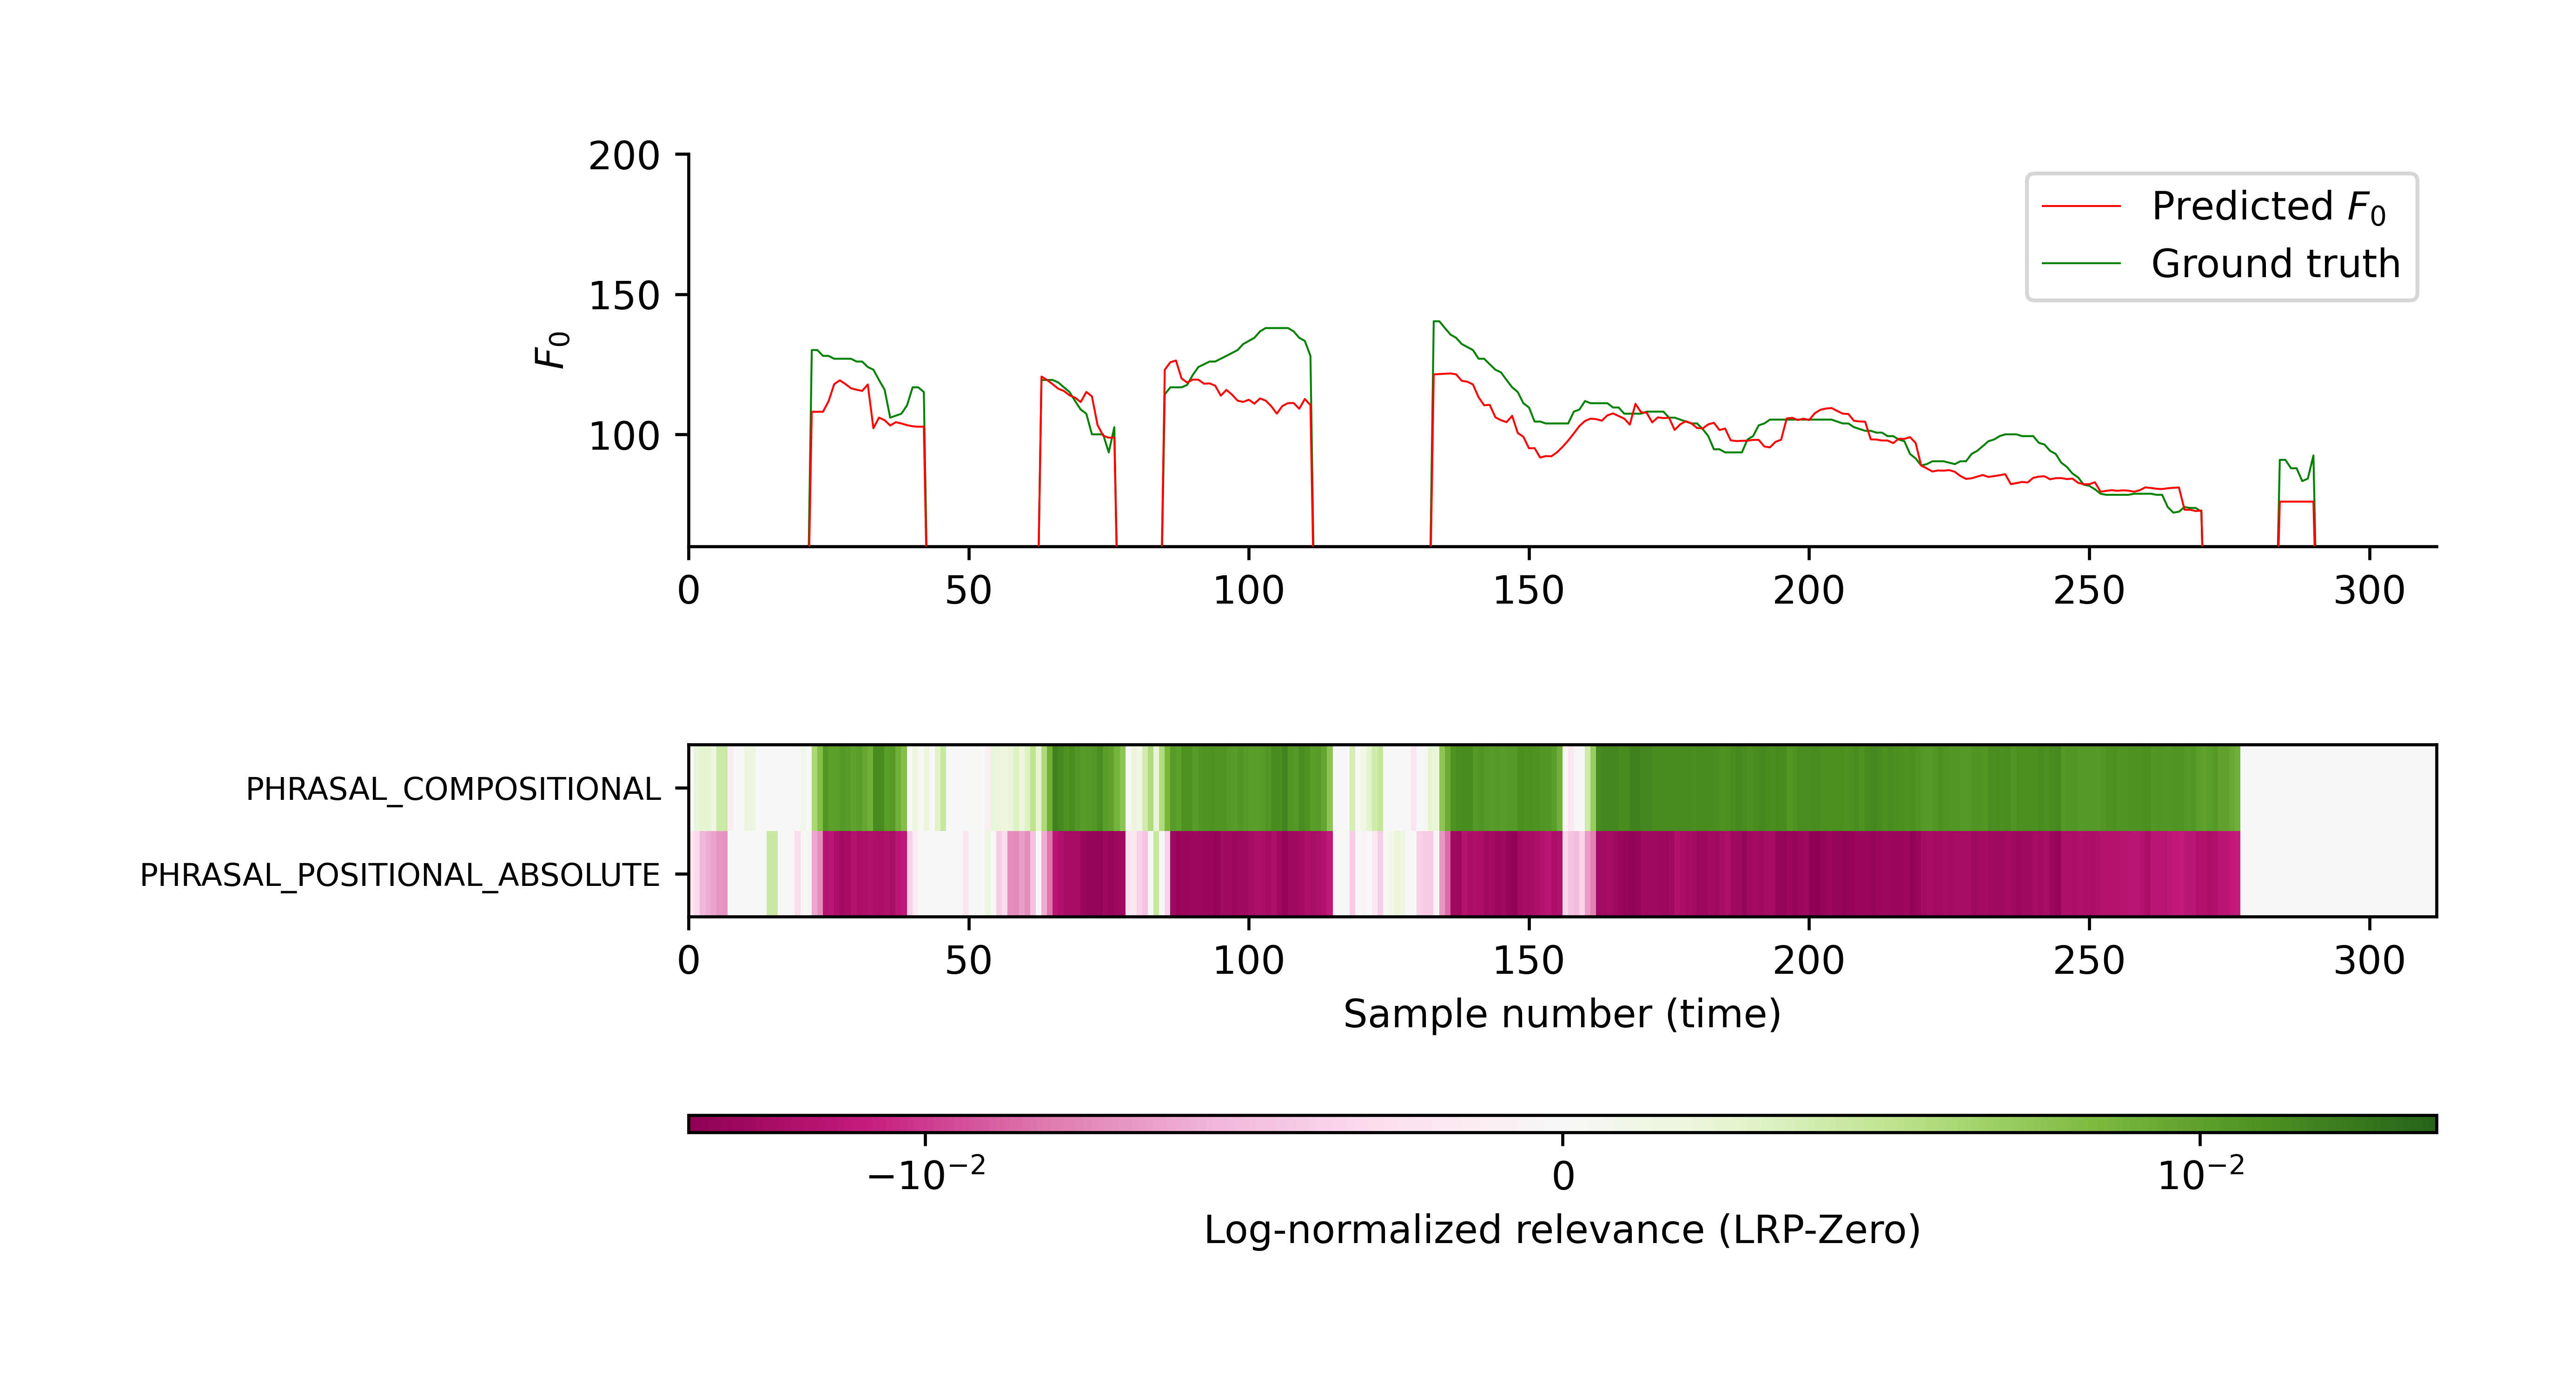 200
150
100
F0
Predicted F0
Ground truth
0 50 100 150 200 250 300
PHRASAL_COMPOSITIONAL
PHRASAL_POSITIONAL_ABSOLUTE
0 50 100 150 200 250 300
Sample number (time)
−10^−2 0 10^−2
Log-normalized relevance (LRP-Zero)